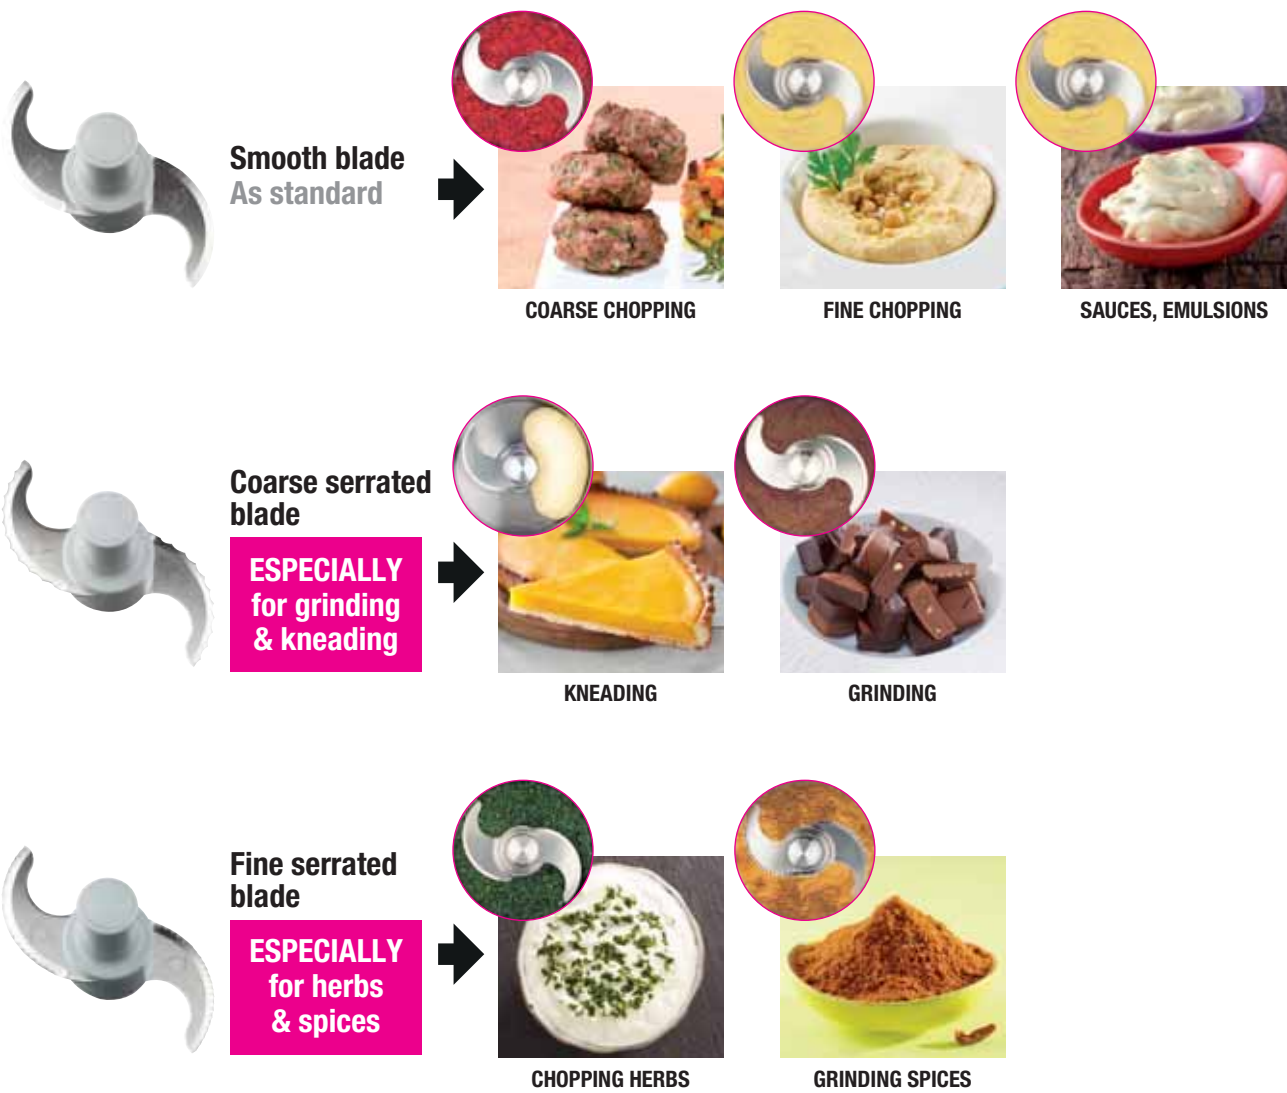 Smooth blade
As standard
COARSE CHOPPING
FINE CHOPPING
SAUCES, EMULSIONS
Coarse serrated
blade
ESPECIALLY
for grinding
& kneading
KNEADING
GRINDING
Fine serrated
blade
ESPECIALLY
for herbs
& spices
CHOPPING HERBS
GRINDING SPICES